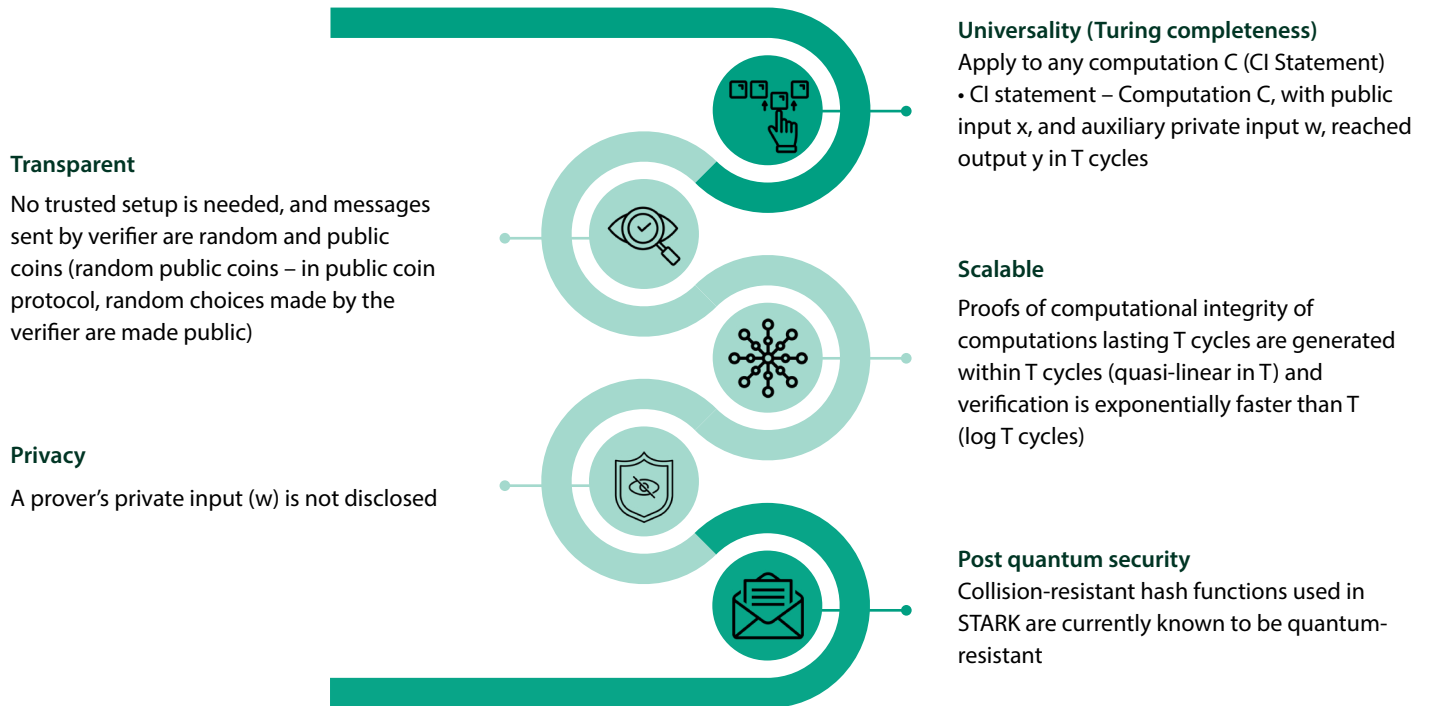 Universality (Turing completeness)
Apply to any computation C (CI Statement)
• CI statement – Computation C, with public
input x, and auxiliary private input w, reached
output y in T cycles
Transparent
No trusted setup is needed, and messages
sent by verifier are random and public
coins (random public coins – in public coin
protocol, random choices made by the
verifier are made public)
Scalable
Proofs of computational integrity of
computations lasting T cycles are generated
within T cycles (quasi-linear in T) and
verification is exponentially faster than T
(log T cycles)
Privacy
A prover’s private input (w) is not disclosed
Post quantum security
Collision-resistant hash functions used in
STARK are currently known to be quantum-
resistant